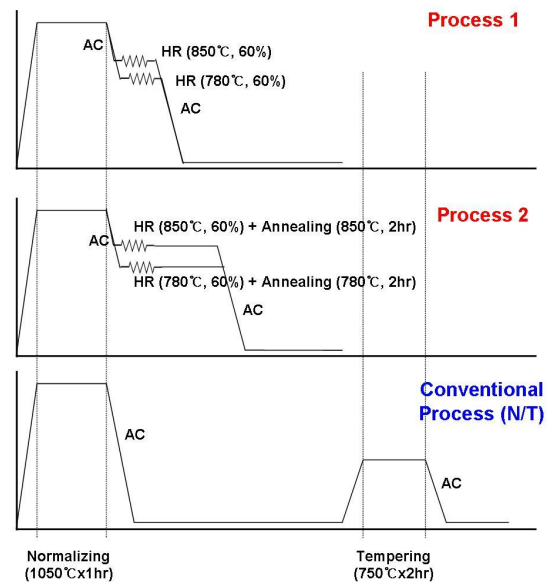 Process 1
AC
HR (850℃, 60%)
HR (780℃, 60%)
AC
Process 2
HR (850℃, 60%) + Annealing (850℃, 2hr)
AC
HR (780℃, 60%) + Annealing (780℃, 2hr)
AC
Conventional
Process (N/T)
AC
AC
Normalizing
(1050℃x1hr)
Tempering
(750℃x2hr)